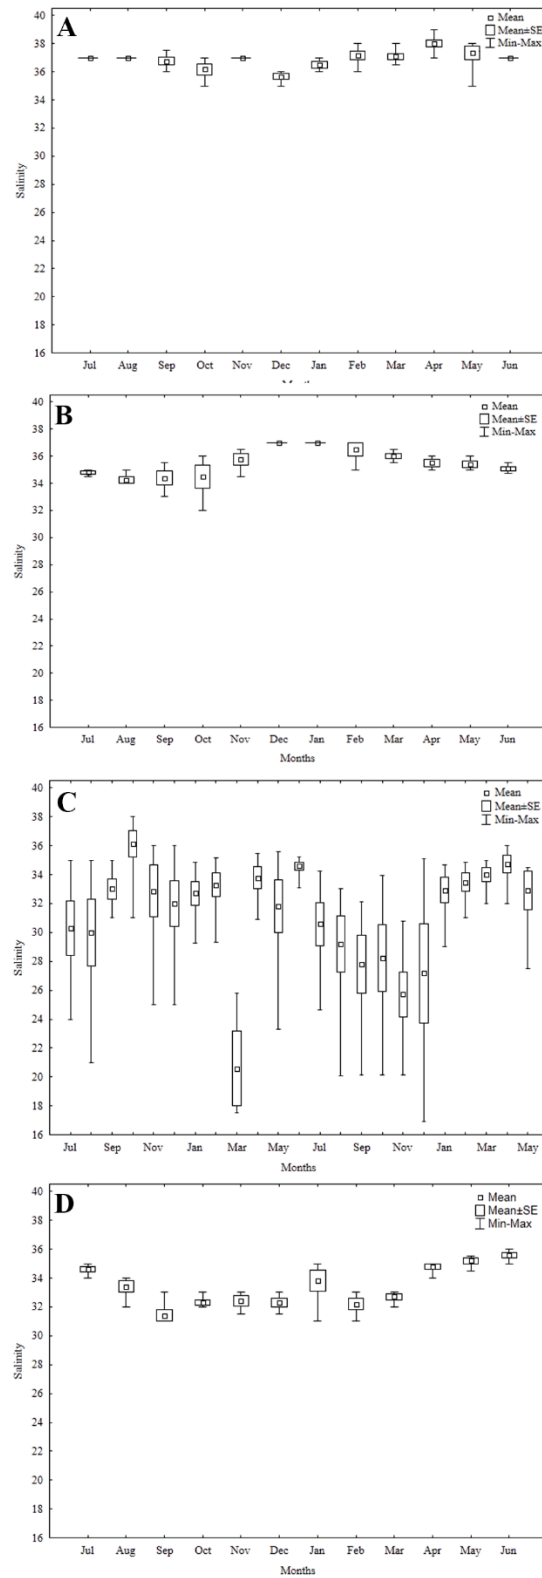 A
Mean
Mean±SE
Min-Max
Salinity
40
38
36
34
32
30
28
26
24
22
20
18
16
Jul Aug Sep Oct Nov Dec Jan Feb Mar Apr May Jun
B
Mean
Mean±SE
Min-Max
Salinity
40
38
36
34
32
30
28
26
24
22
20
18
16
Jul Aug Sep Oct Nov Dec Jan Feb Mar Apr May Jun
Months
C
Mean
Mean±SE
Min-Max
Salinity
40
38
36
34
32
30
28
26
24
22
20
18
16
Jul Sep Nov Jan Mar May Jul Sep Nov Jan Mar May
Months
D
Mean
Mean±SE
Min-Max
Salinity
40
38
36
34
32
30
28
26
24
22
20
18
16
Jul Aug Sep Oct Nov Dec Jan Feb Mar Apr May Jun
Months